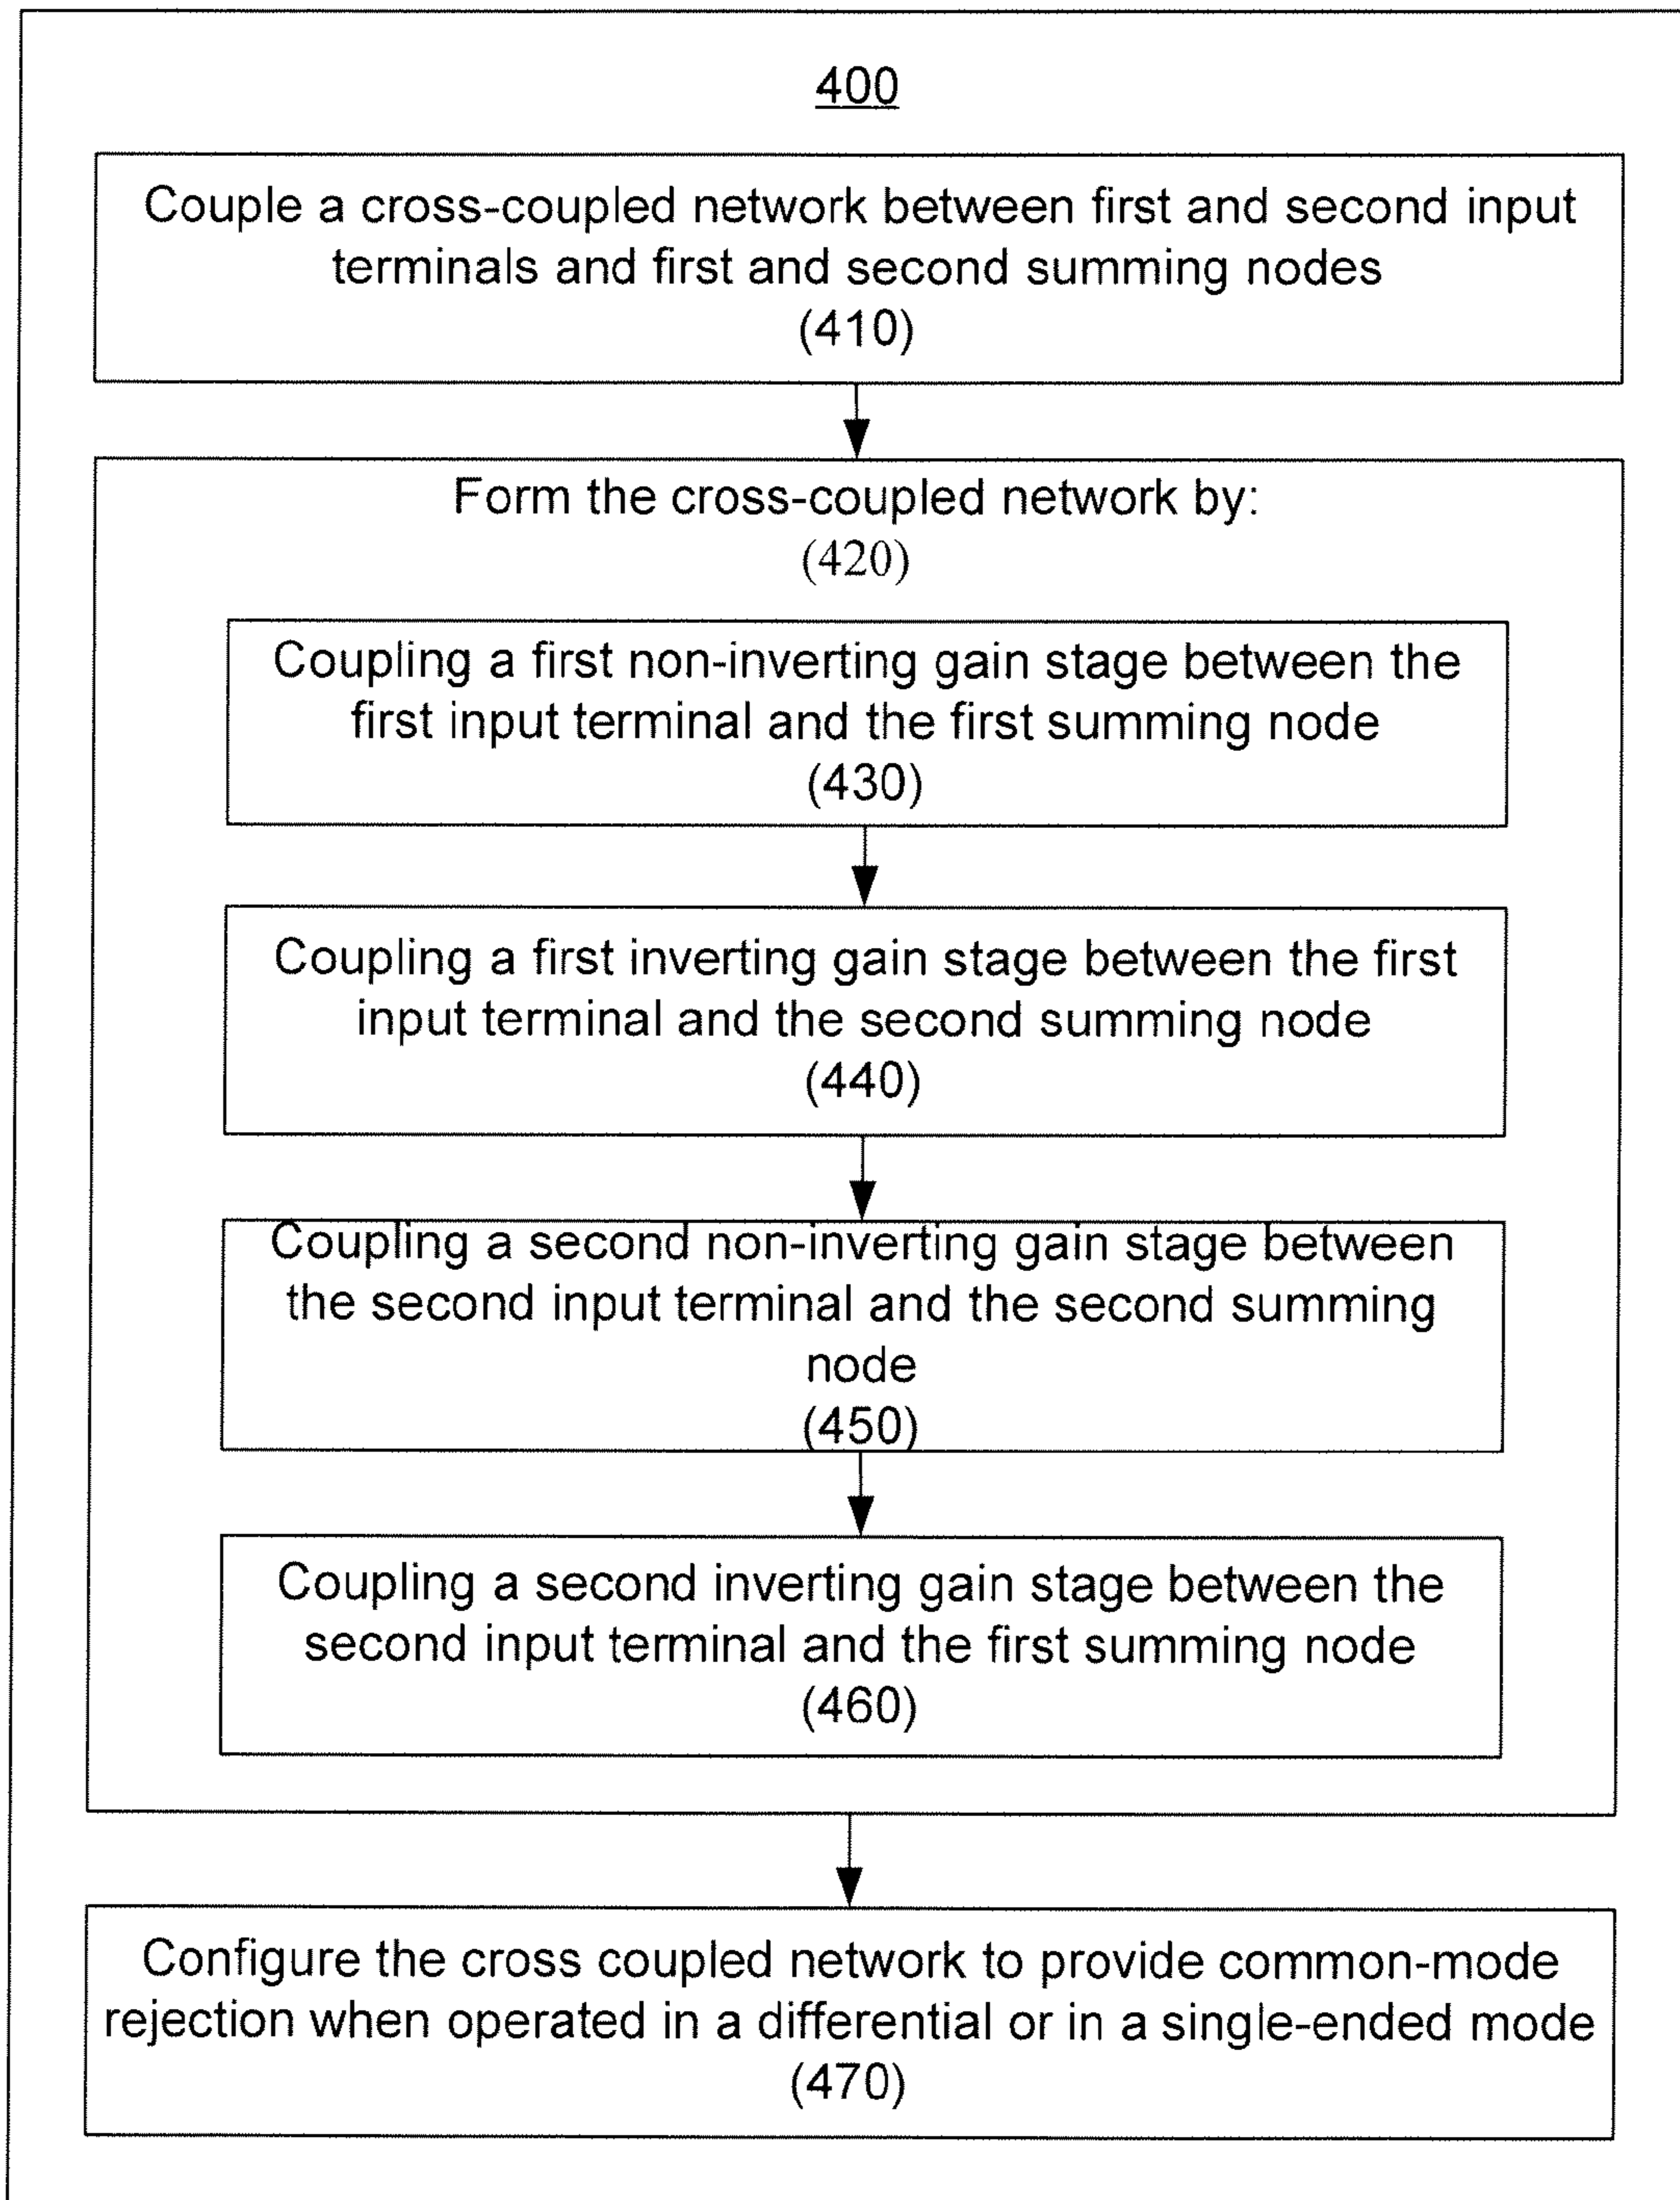 400
Couple a cross-coupled network between first and second input
terminals and first and second summing nodes
(410)
Form the cross-coupled network by:
(420)
Coupling a first non-inverting gain stage between the
first input terminal and the first summing node
(430)
Coupling a first inverting gain stage between the first
input terminal and the second summing node
(440)
Coupling a second non-inverting gain stage between
the second input terminal and the second summing
node
(450)
Coupling a second inverting gain stage between the
second input terminal and the first summing node
(460)
Configure the cross coupled network to provide common-mode
rejection when operated in a differential or in a single-ended mode
(470)